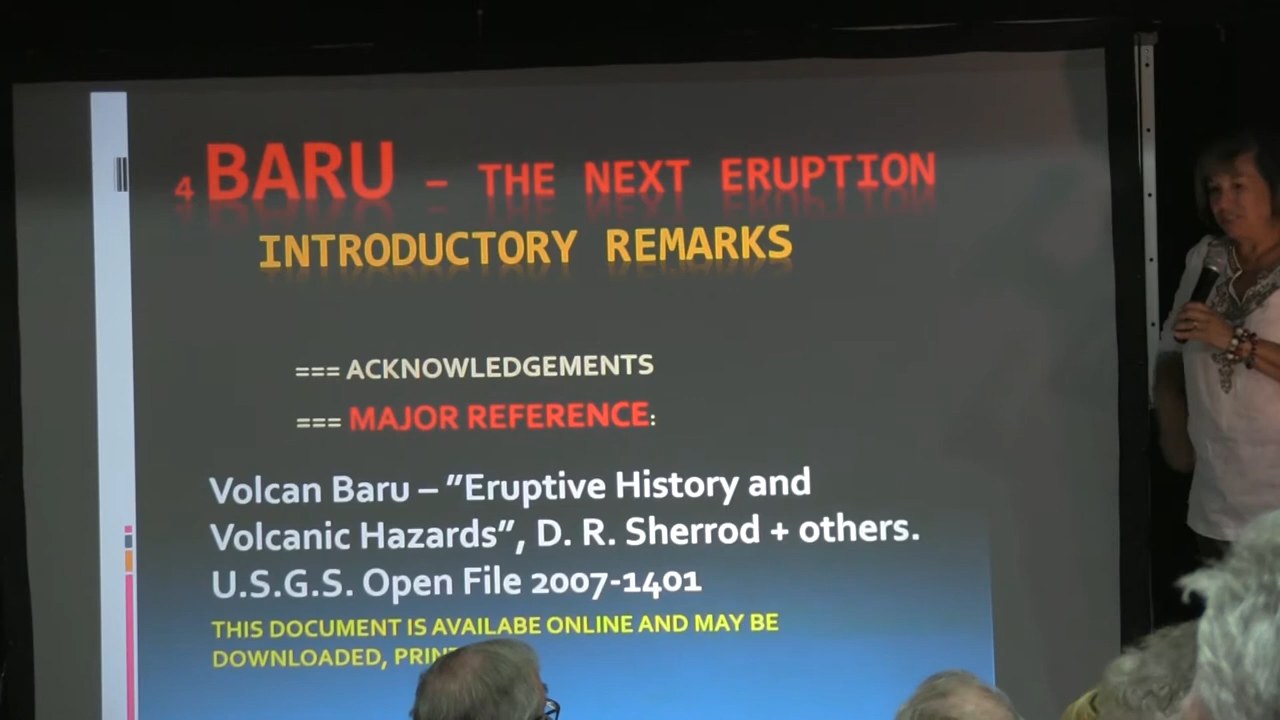 4 BARU – THE NEXT ERUPTION
INTRODUCTORY REMARKS
=== ACKNOWLEDGEMENTS
=== MAJOR REFERENCE:
Volcan Baru – ”Eruptive History and
Volcanic Hazards”, D. R. Sherrod + others.
U.S.G.S. Open File 2007-1401
THIS DOCUMENT IS AVAILABE ONLINE AND MAY BE
DOWNLOADED,